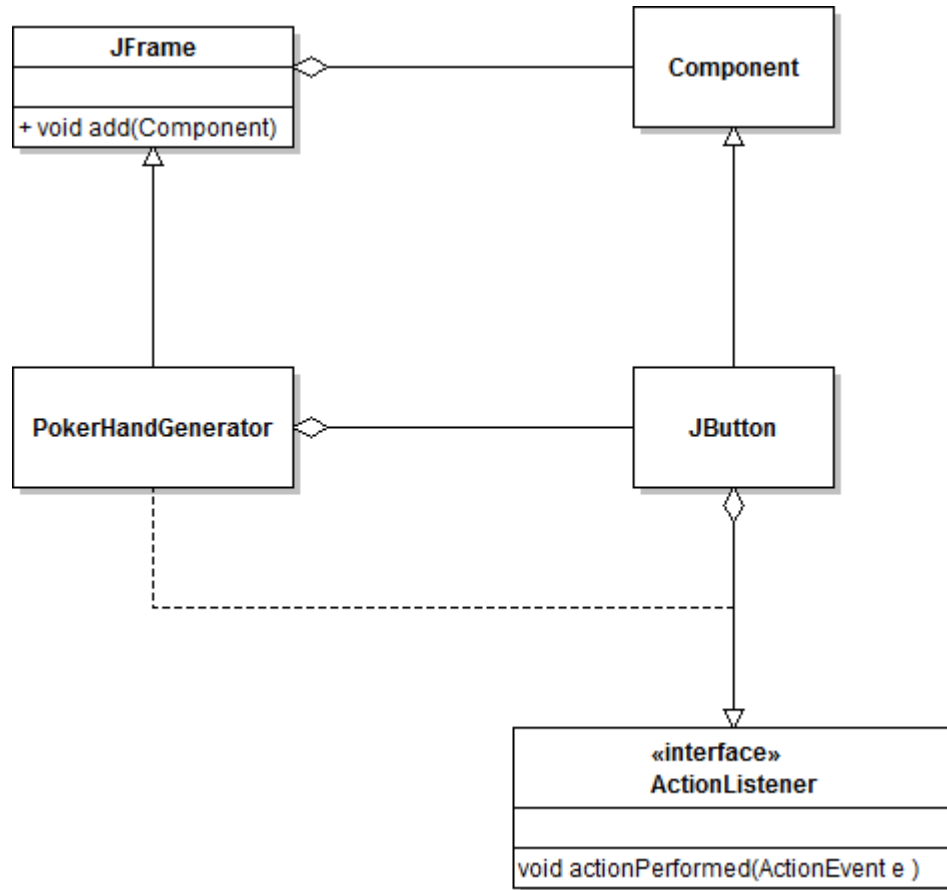 JFrame
+ void add(Component)
Component
PokerHandGenerator
JButton
«interface»
ActionListener
void actionPerformed(ActionEvent e )